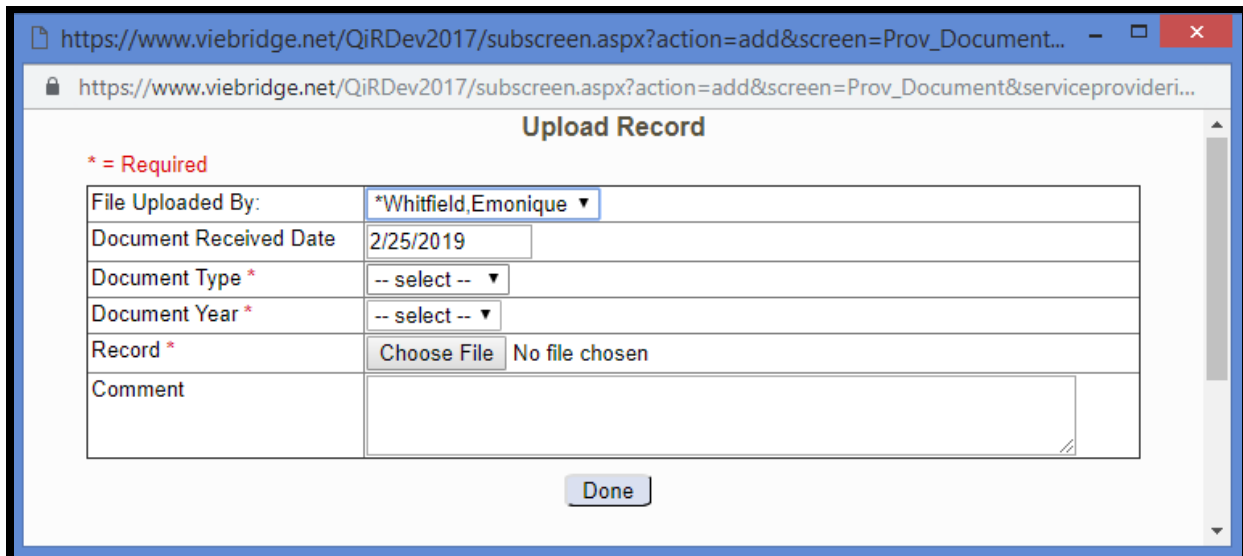 https://www.viebridge.net/QiRDev2017/subscreen.aspx?action=add&screen=Prov_Document...
https://www.viebridge.net/QiRDev2017/subscreen.aspx?action=add&screen=Prov_Document&serviceprovideri...
Upload Record
* = Required
File Uploaded By: *Whitfield,Emonique
Document Received Date 2/25/2019
Document Type * -- select --
Document Year * -- select --
Record * Choose File No file chosen
Comment
Done